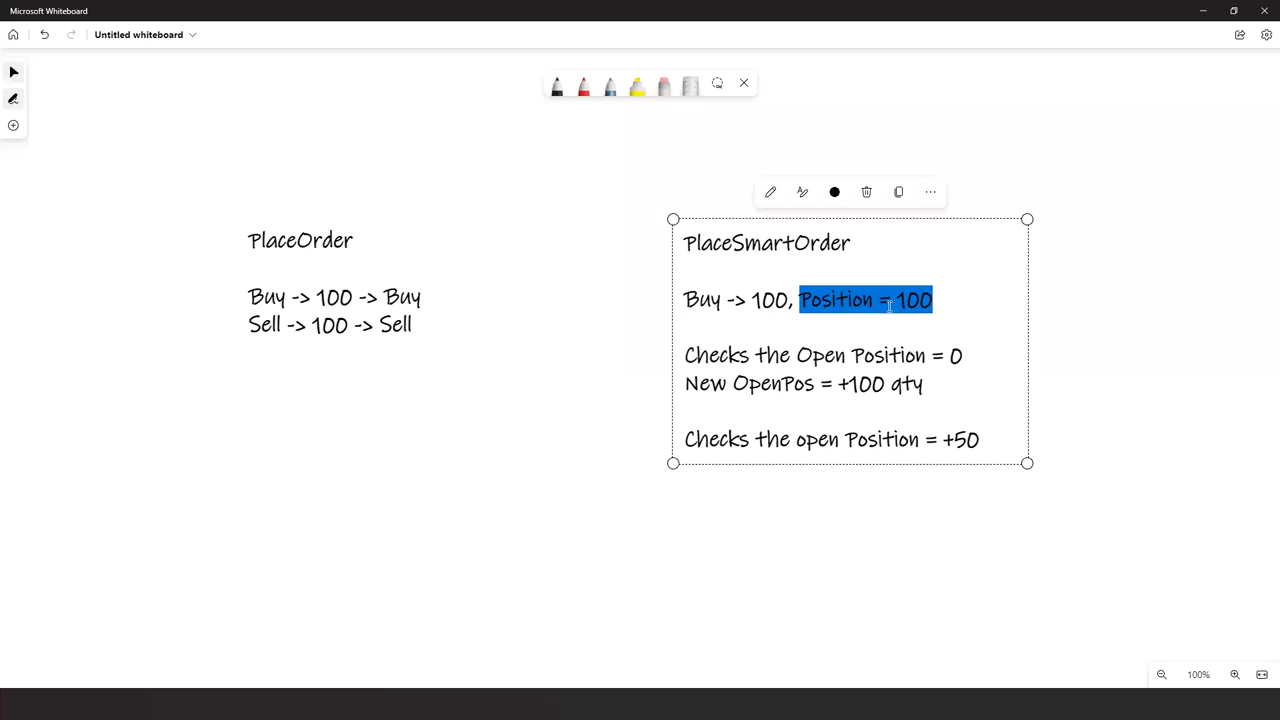 Microsoft Whiteboard
Untitled whiteboard
PlaceOrder
Buy -> 100 -> Buy
Sell -> 100 -> Sell
PlaceSmartOrder
Buy -> 100, Position = 100
Checks the Open Position = 0
New OpenPos = +100 qty
Checks the open Position = +50
100%